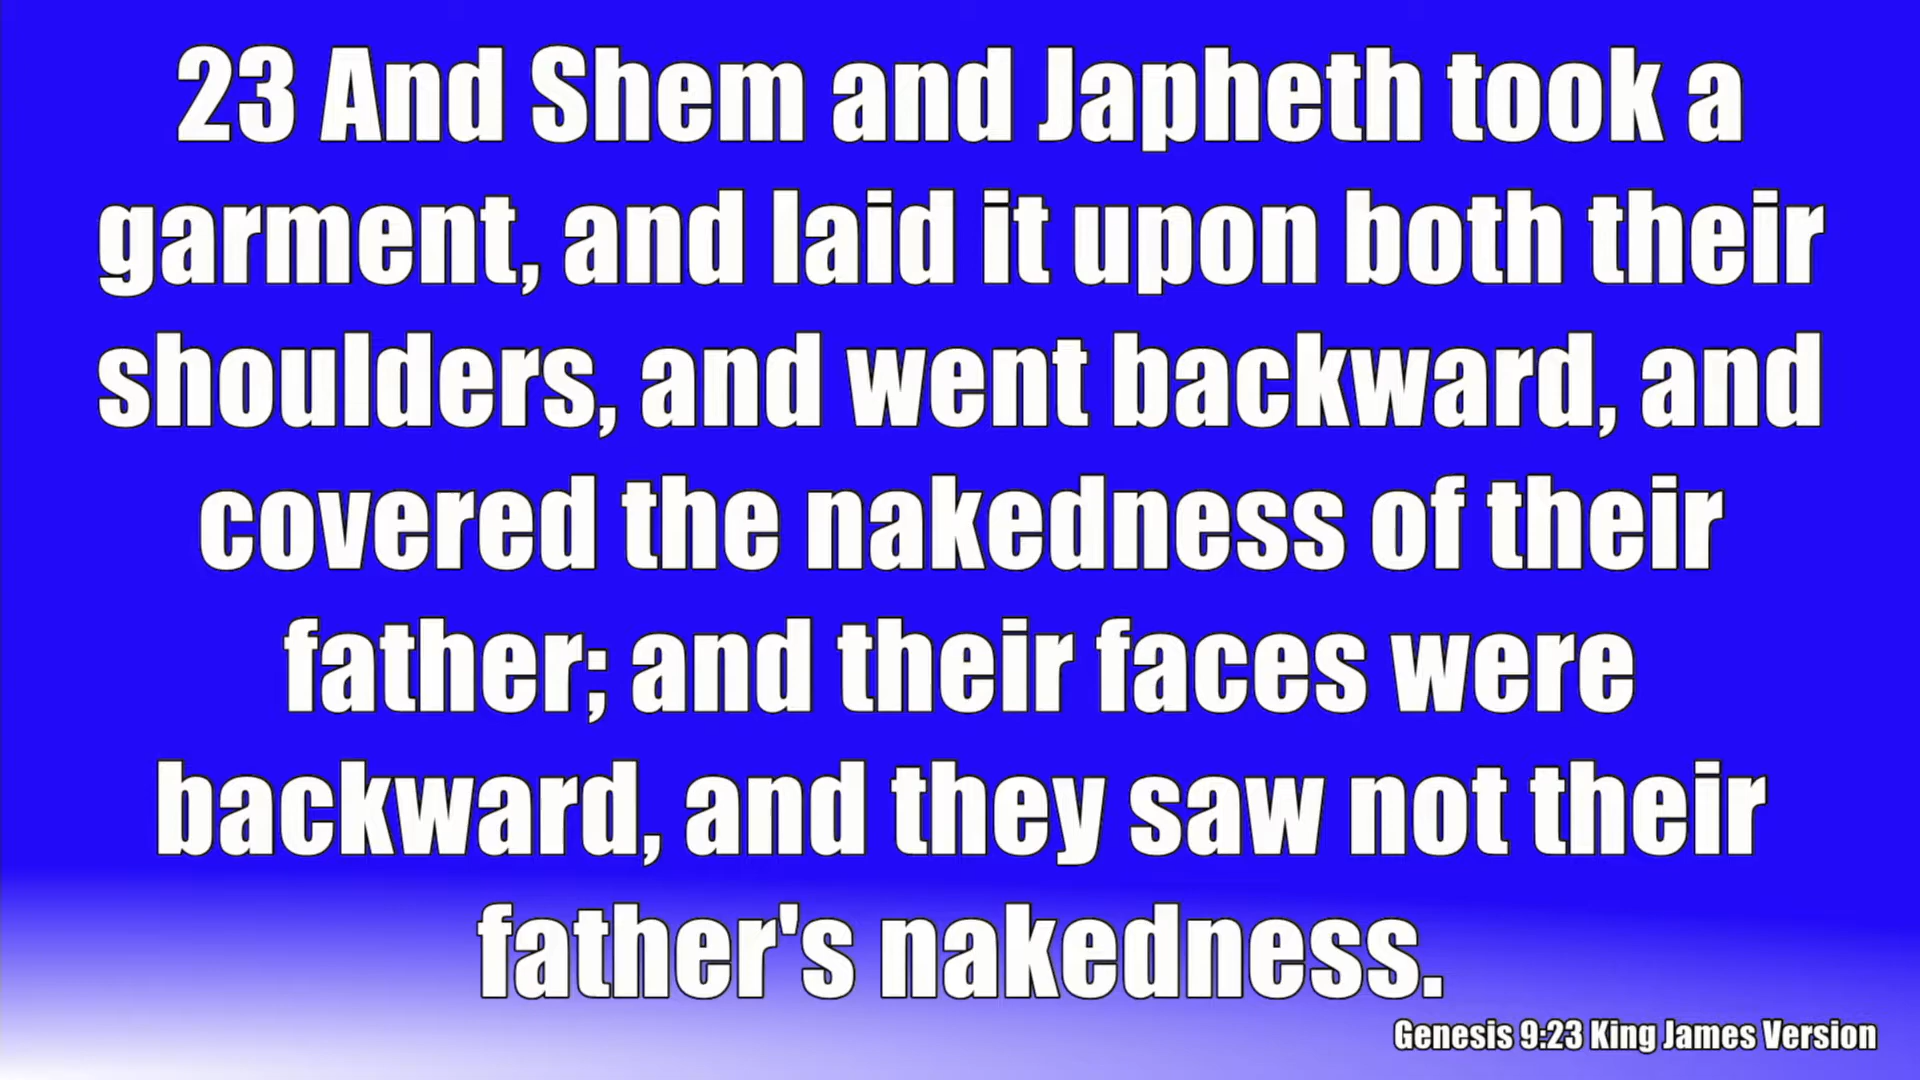 23 And Shem and Japheth took a
garment, and laid it upon both their
shoulders, and went backward, and
covered the nakedness of their
father; and their faces were
backward, and they saw not their
father's nakedness.
Genesis 9:23 King James Version